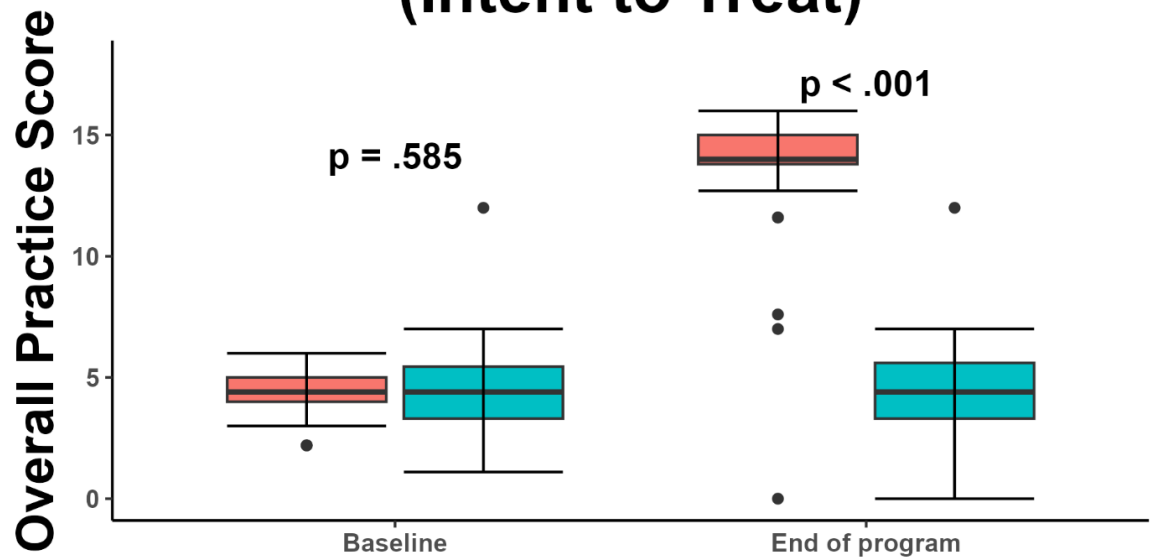 (Intent to Treat)
Overall Practice Score
p < .001
p = .585
15
10
5
0
Baseline
End of program